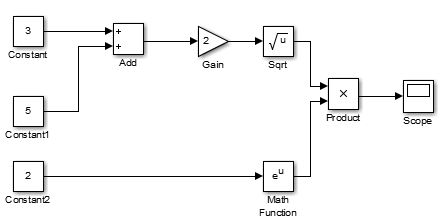 3
Constant
+
+
Add
2
Gain
√u
Sqrt
5
Constant1
×
Product
Scope
2
Constant2
e^u
Math
Function